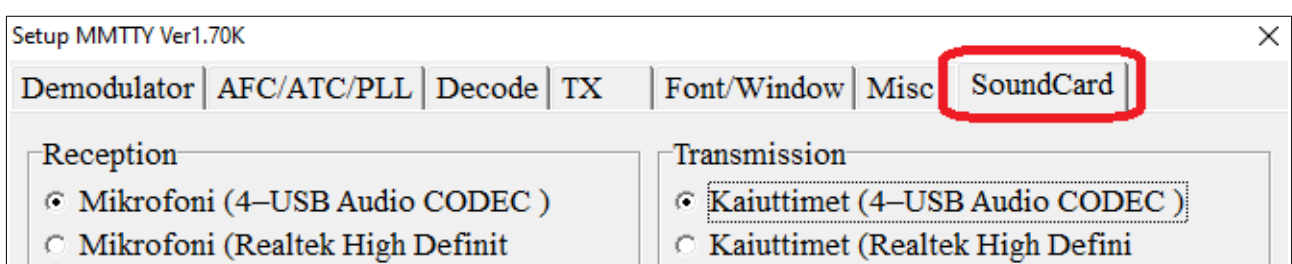 Setup MMTTY Ver1.70K
Demodulator AFC/ATC/PLL Decode TX Font/Window Misc SoundCard
Reception
Mikrofoni (4–USB Audio CODEC )
Mikrofoni (Realtek High Definit
Transmission
Kaiuttimet (4–USB Audio CODEC )
Kaiuttimet (Realtek High Defini